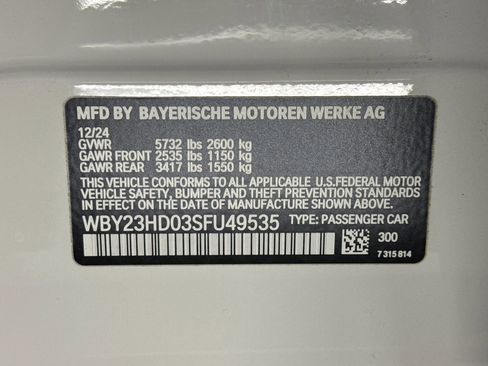 MFD BY BAYERISCHE MOTOREN WERKE AG
12/24
GVWR 5732 lbs 2600 kg
GAWR FRONT 2535 lbs 1150 kg
GAWR REAR 3417 lbs 1550 kg
THIS VEHICLE CONFORMS TO ALL APPLICABLE U.S.FEDERAL MOTOR
VEHICLE SAFETY, BUMPER AND THEFT PREVENTION STANDARDS
IN EFFECT ON THE DATE OF MANUFACTURE SHOWN ABOVE.
WBY23HD03SFU49535 TYPE: PASSENGER CAR
300
7 315 814